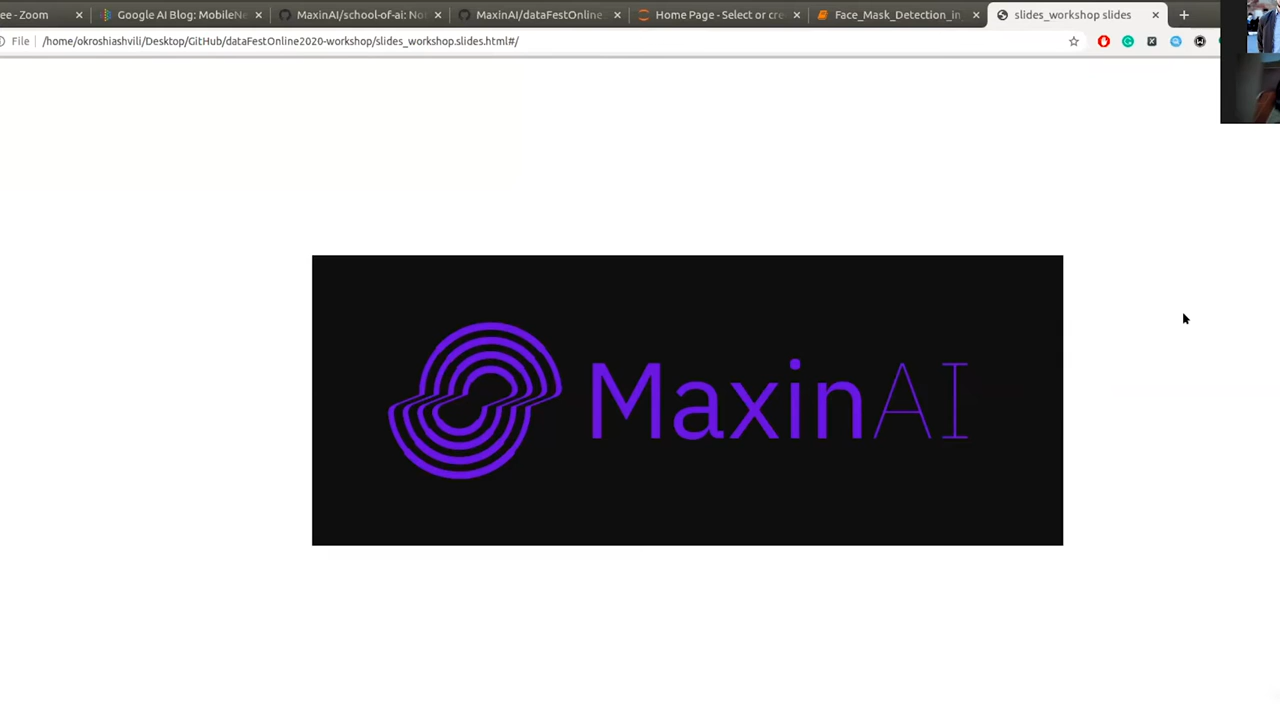 ee - Zoom
Google AI Blog: MobileNe
MaxinAI/school-of-ai: Not
MaxinAI/dataFestOnline
Home Page - Select or cre
Face_Mask_Detection_in
slides_workshop slides
File
/home/okroshiashvili/Desktop/GitHub/dataFestOnline2020-workshop/slides_workshop.slides.html#/
MaxinAI